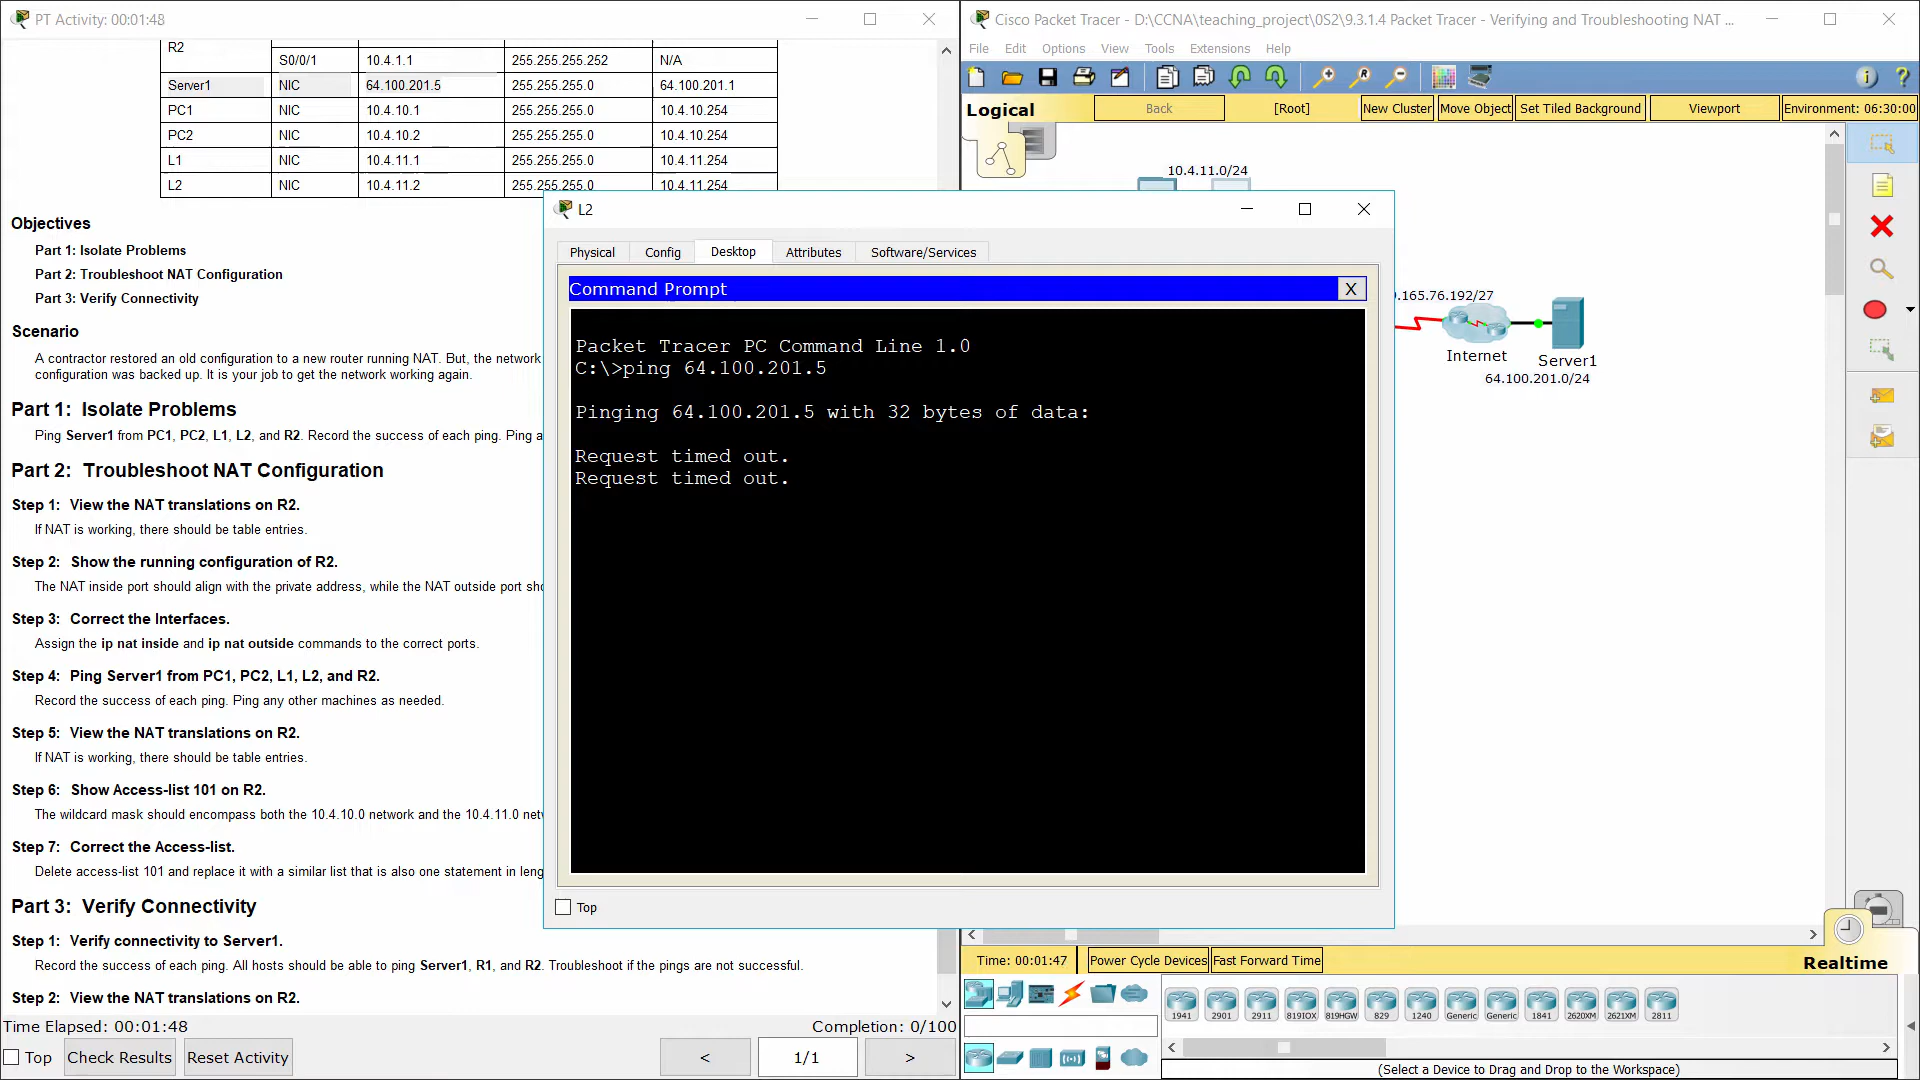 PT Activity: 00:01:48
R2
S0/0/1 10.4.1.1 255.255.255.252 N/A
Server1 NIC 64.100.201.5 255.255.255.0 64.100.201.1
PC1 NIC 10.4.10.1 255.255.255.0 10.4.10.254
PC2 NIC 10.4.10.2 255.255.255.0 10.4.10.254
L1 NIC 10.4.11.1 255.255.255.0 10.4.11.254
L2 NIC 10.4.11.2 255.255.255.0 10.4.11.254
Objectives
Part 1: Isolate Problems
Part 2: Troubleshoot NAT Configuration
Part 3: Verify Connectivity
Scenario
A contractor restored an old configuration to a new router running NAT. But, the network
configuration was backed up. It is your job to get the network working again.
Part 1: Isolate Problems
Ping Server1 from PC1, PC2, L1, L2, and R2. Record the success of each ping. Ping a
Part 2: Troubleshoot NAT Configuration
Step 1: View the NAT translations on R2.
If NAT is working, there should be table entries.
Step 2: Show the running configuration of R2.
The NAT inside port should align with the private address, while the NAT outside port
Step 3: Correct the Interfaces.
Assign the ip nat inside and ip nat outside commands to the correct ports.
Step 4: Ping Server1 from PC1, PC2, L1, L2, and R2.
Record the success of each ping. Ping any other machines as needed.
Step 5: View the NAT translations on R2.
If NAT is working, there should be table entries.
Step 6: Show Access-list 101 on R2.
The wildcard mask should encompass both the 10.4.10.0 network and the 10.4.11.0
Step 7: Correct the Access-list.
Delete access-list 101 and replace it with a similar list that is also one statement in
Part 3: Verify Connectivity
Step 1: Verify connectivity to Server1.
Record the success of each ping. All hosts should be able to ping Server1, R1, and R2. Troubleshoot if the pings are not successful.
Step 2: View the NAT translations on R2.
Time Elapsed: 00:01:48 Completion: 0/100
Top Check Results Reset Activity < 1/1 >
L2
Physical Config Desktop Attributes Software/Services
Command Prompt X
Packet Tracer PC Command Line 1.0
C:\>ping 64.100.201.5
Pinging 64.100.201.5 with 32 bytes of data:
Request timed out.
Request timed out.
Top
Cisco Packet Tracer - D:\CCNA\teaching_project\0S2\9.3.1.4 Packet Tracer - Verifying and Troubleshooting NAT ...
File Edit Options View Tools Extensions Help
Logical Back [Root] New Cluster Move Object Set Tiled Background Viewport Environment: 06:30:00
10.4.11.0/24
.165.76.192/27
Internet Server1
64.100.201.0/24
Time: 00:01:47 Power Cycle Devices Fast Forward Time Realtime
1941 2901 2911 819IOX 819HGW 829 1240 Generic Generic 1841 2620XM 2621XM 2811
(Select a Device to Drag and Drop to the Workspace)